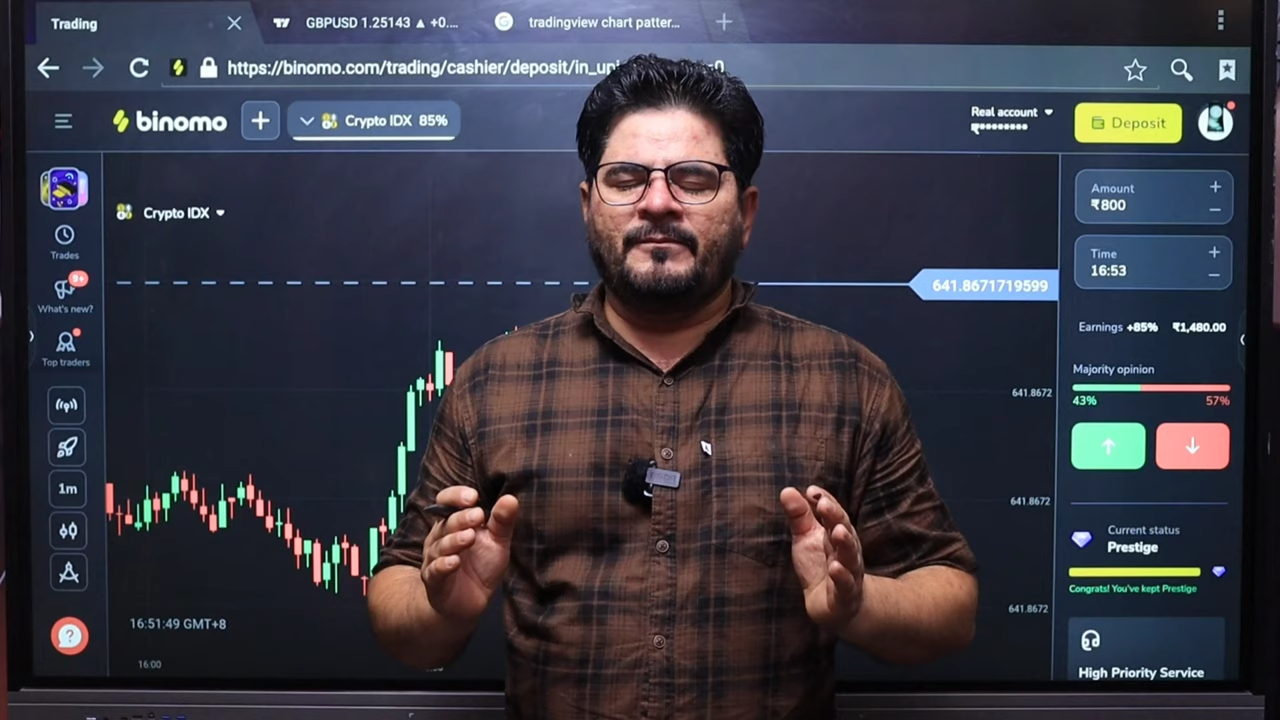 Trading
GBPUSD 1.25143 ▲ +0....
tradingview chart patter...
https://binomo.com/trading/cashier/deposit/in_
binomo
Crypto IDX 85%
Real account
₹*********
Deposit
Crypto IDX
Trades
9+
What's new?
Top traders
1m
16:51:49 GMT+8
16:00
641.8671719599
641.8672
641.8672
641.8672
Amount
₹800
Time
16:53
Earnings +85% ₹1,480.00
Majority opinion
43% 57%
Current status
Prestige
Congrats! You've kept Prestige
High Priority Service